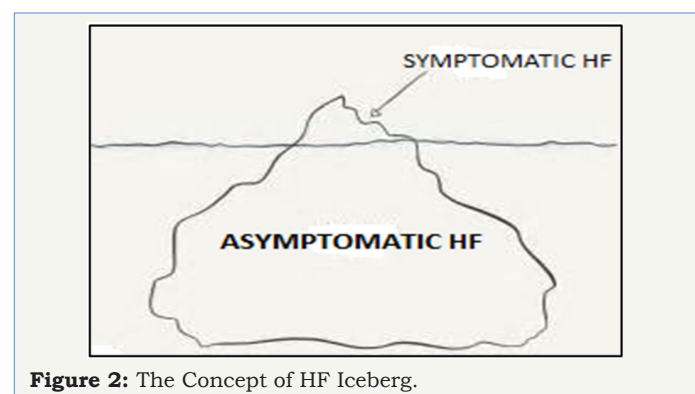 SYMPTOMATIC HF
ASYMPTOMATIC HF
Figure 2: The Concept of HF Iceberg.